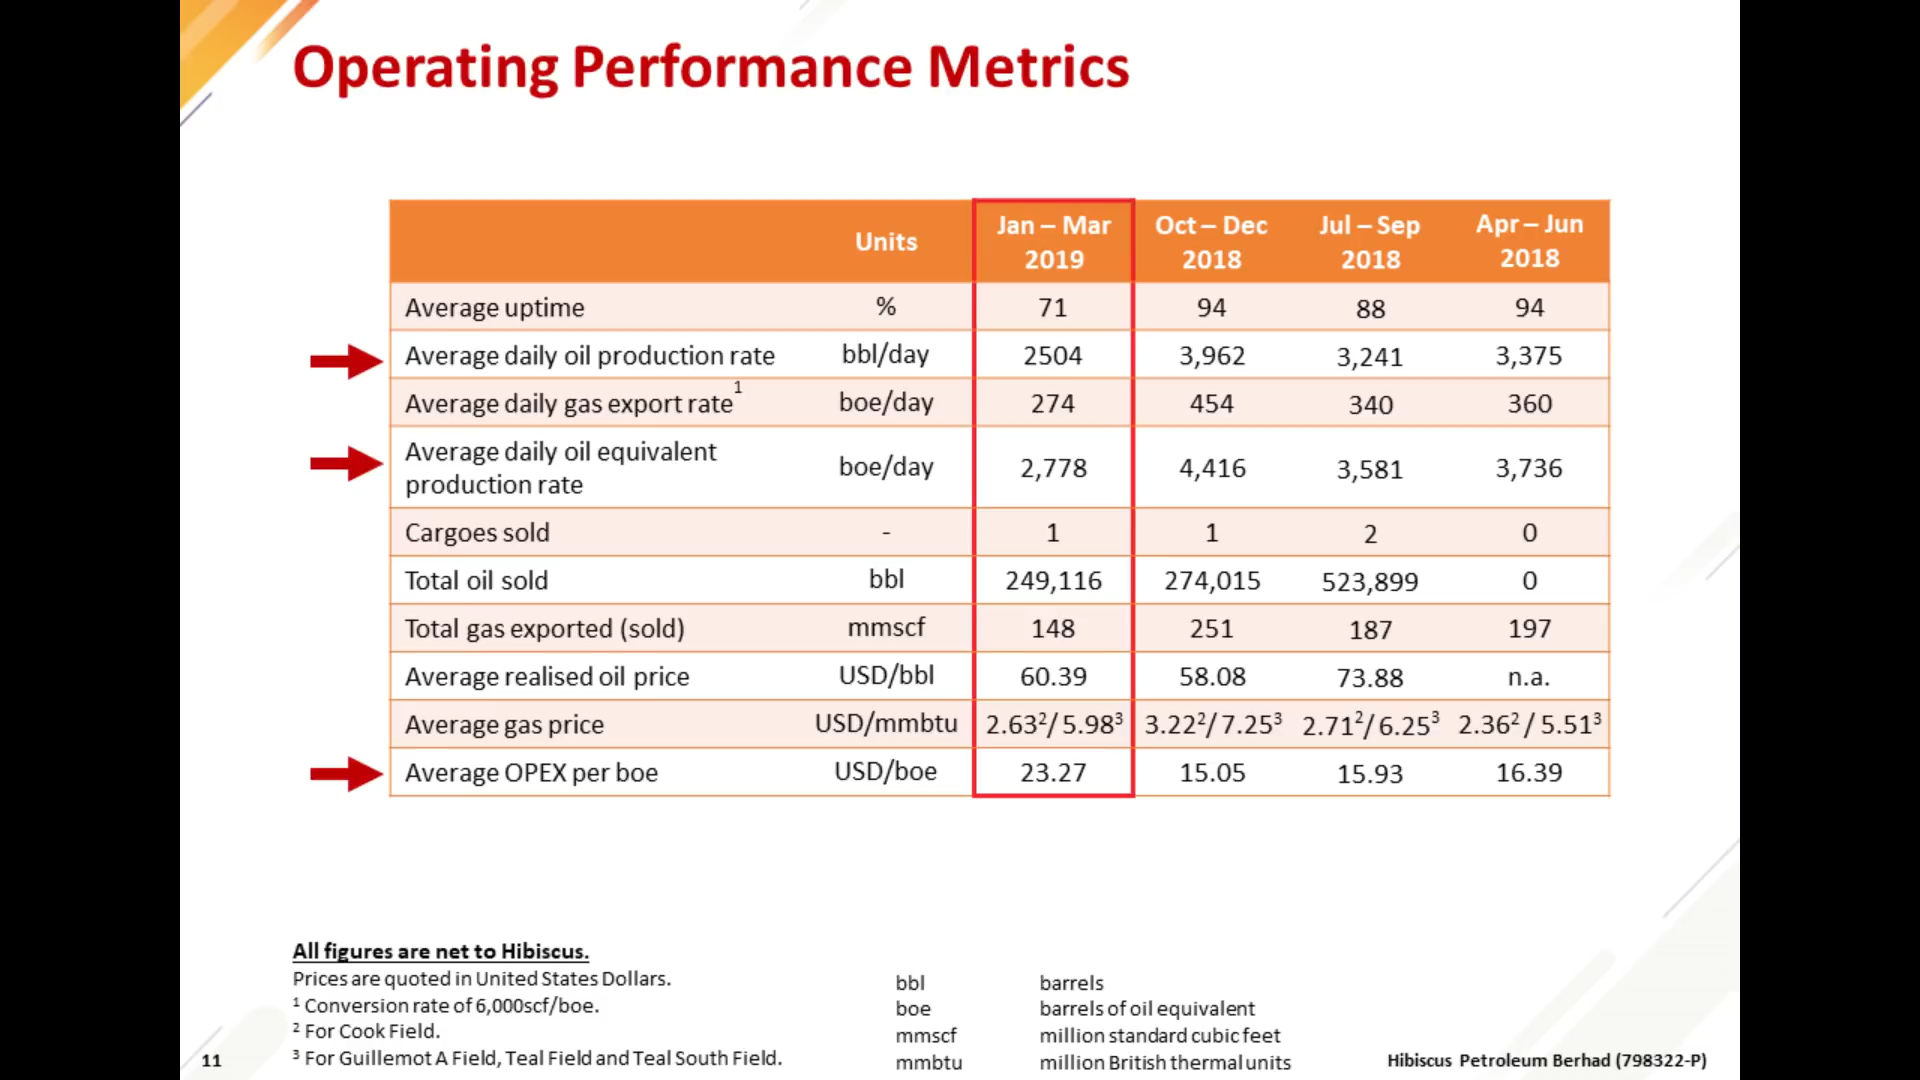 Operating Performance Metrics
Units Jan – Mar 2019 Oct – Dec 2018 Jul – Sep 2018 Apr – Jun 2018
Average uptime % 71 94 88 94
Average daily oil production rate bbl/day 2504 3,962 3,241 3,375
Average daily gas export rate¹ boe/day 274 454 340 360
Average daily oil equivalent production rate boe/day 2,778 4,416 3,581 3,736
Cargoes sold - 1 1 2 0
Total oil sold bbl 249,116 274,015 523,899 0
Total gas exported (sold) mmscf 148 251 187 197
Average realised oil price USD/bbl 60.39 58.08 73.88 n.a.
Average gas price USD/mmbtu 2.63²/ 5.98³ 3.22²/ 7.25³ 2.71²/ 6.25³ 2.36² / 5.51³
Average OPEX per boe USD/boe 23.27 15.05 15.93 16.39
All figures are net to Hibiscus.
Prices are quoted in United States Dollars.
¹ Conversion rate of 6,000scf/boe.
² For Cook Field.
³ For Guillemot A Field, Teal Field and Teal South Field.
bbl barrels
boe barrels of oil equivalent
mmscf million standard cubic feet
mmbtu million British thermal units
11
Hibiscus Petroleum Berhad (798322-P)